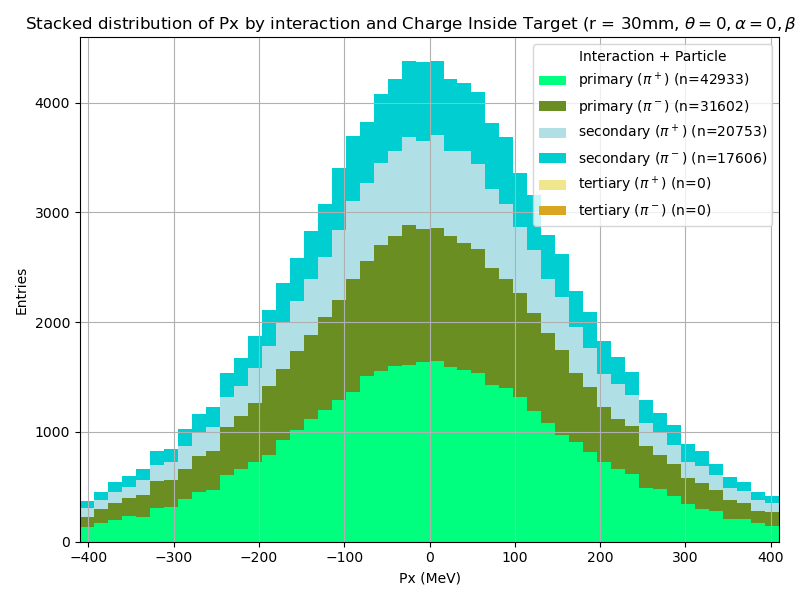 Stacked distribution of Px by interaction and Charge Inside Target (r = 30mm, θ = 0, α = 0, β
Interaction + Particle
primary (π⁺) (n=42933)
primary (π⁻) (n=31602)
secondary (π⁺) (n=20753)
secondary (π⁻) (n=17606)
tertiary (π⁺) (n=0)
tertiary (π⁻) (n=0)
Entries
4000
3000
2000
1000
0
−400 −300 −200 −100 0 100 200 300 400
Px (MeV)